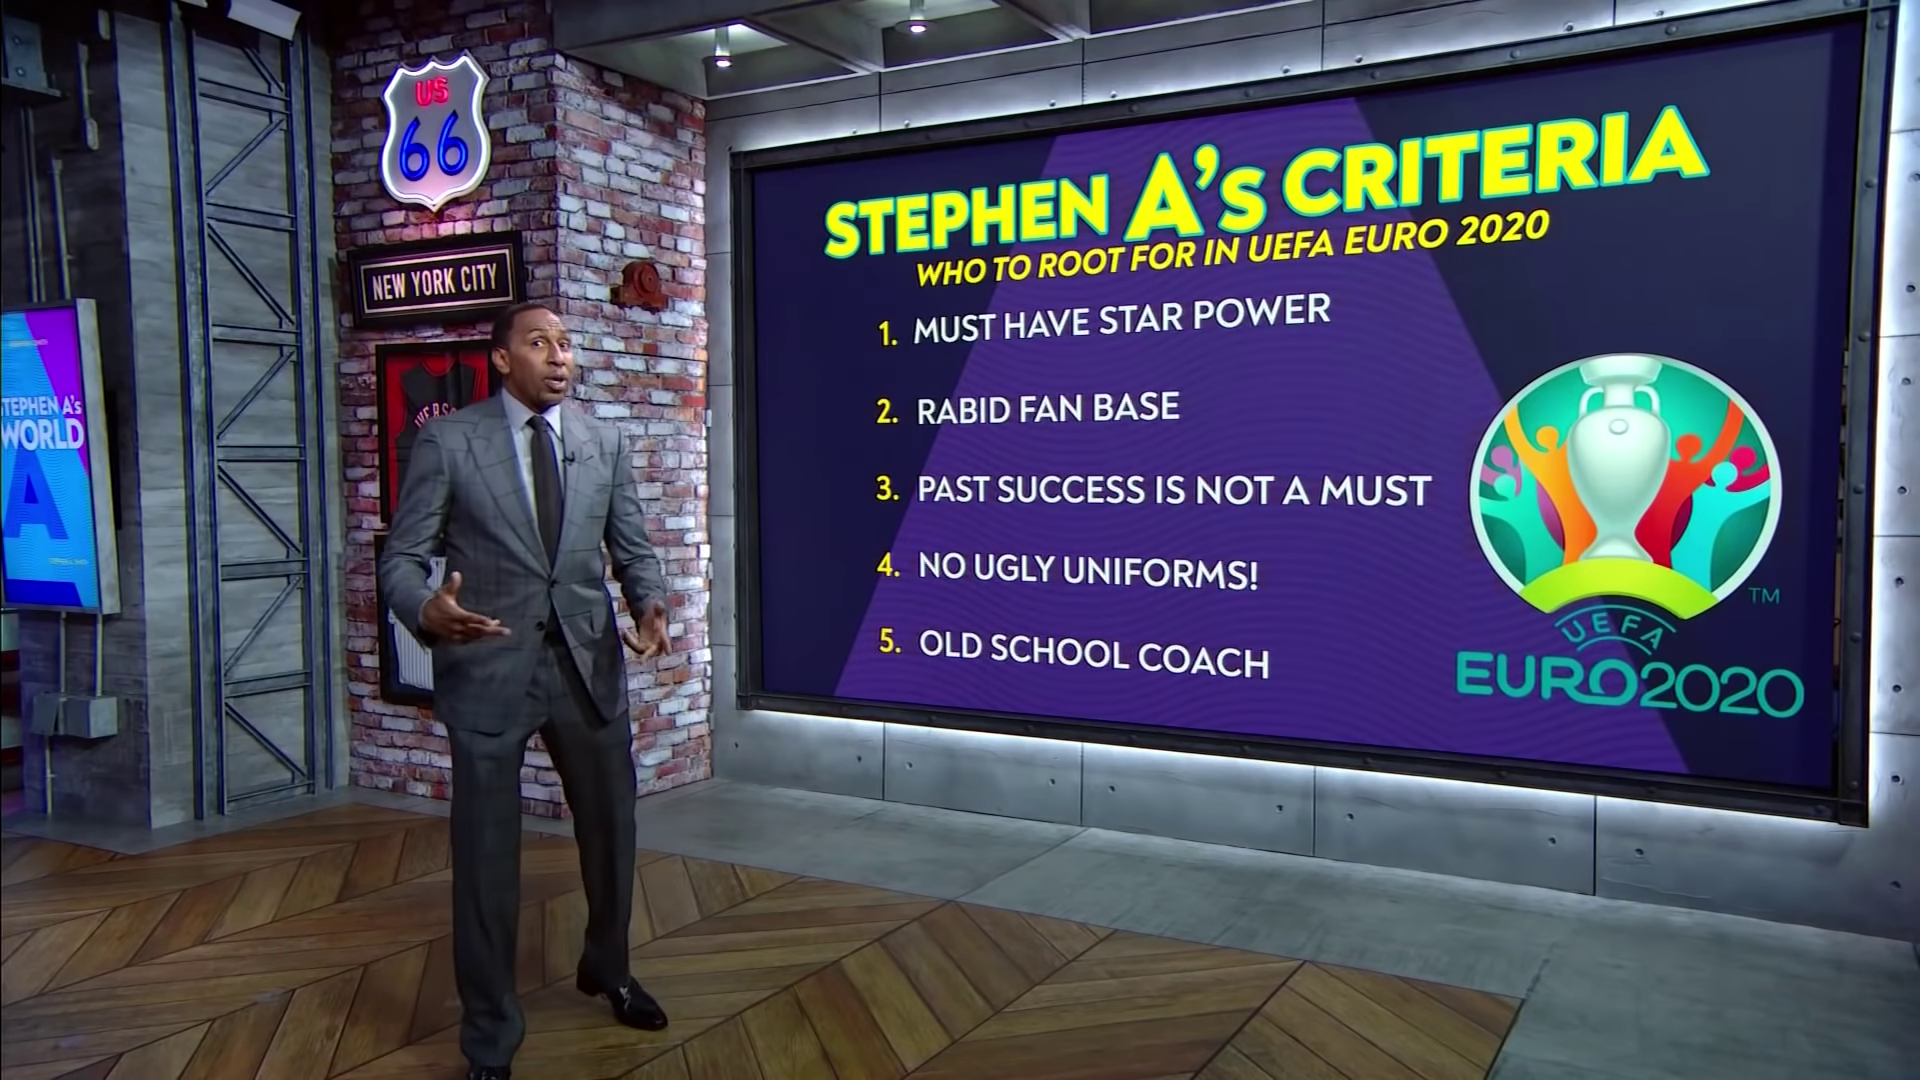 US
66
NEW YORK CITY
STEPHEN A's
WORLD
A
STEPHEN A's CRITERIA
WHO TO ROOT FOR IN UEFA EURO 2020
1. MUST HAVE STAR POWER
2. RABID FAN BASE
3. PAST SUCCESS IS NOT A MUST
4. NO UGLY UNIFORMS!
5. OLD SCHOOL COACH
TM
UEFA
EURO2020